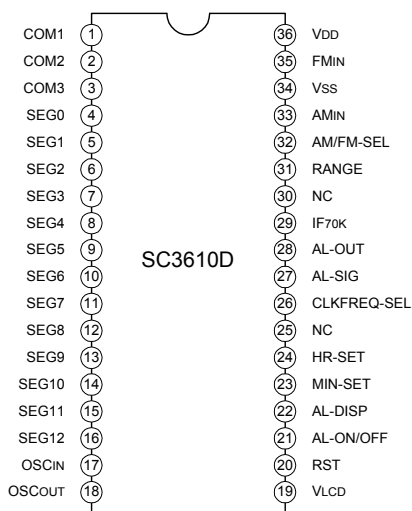 COM1 1 36 VDD
COM2 2 35 FMIN
COM3 3 34 VSS
SEG0 4 33 AMIN
SEG1 5 32 AM/FM-SEL
SEG2 6 31 RANGE
SEG3 7 30 NC
SEG4 8 29 IF70K
SEG5 9 28 AL-OUT
SC3610D
SEG6 10 27 AL-SIG
SEG7 11 26 CLKFREQ-SEL
SEG8 12 25 NC
SEG9 13 24 HR-SET
SEG10 14 23 MIN-SET
SEG11 15 22 AL-DISP
SEG12 16 21 AL-ON/OFF
OSCIN 17 20 RST
OSCOUT 18 19 VLCD